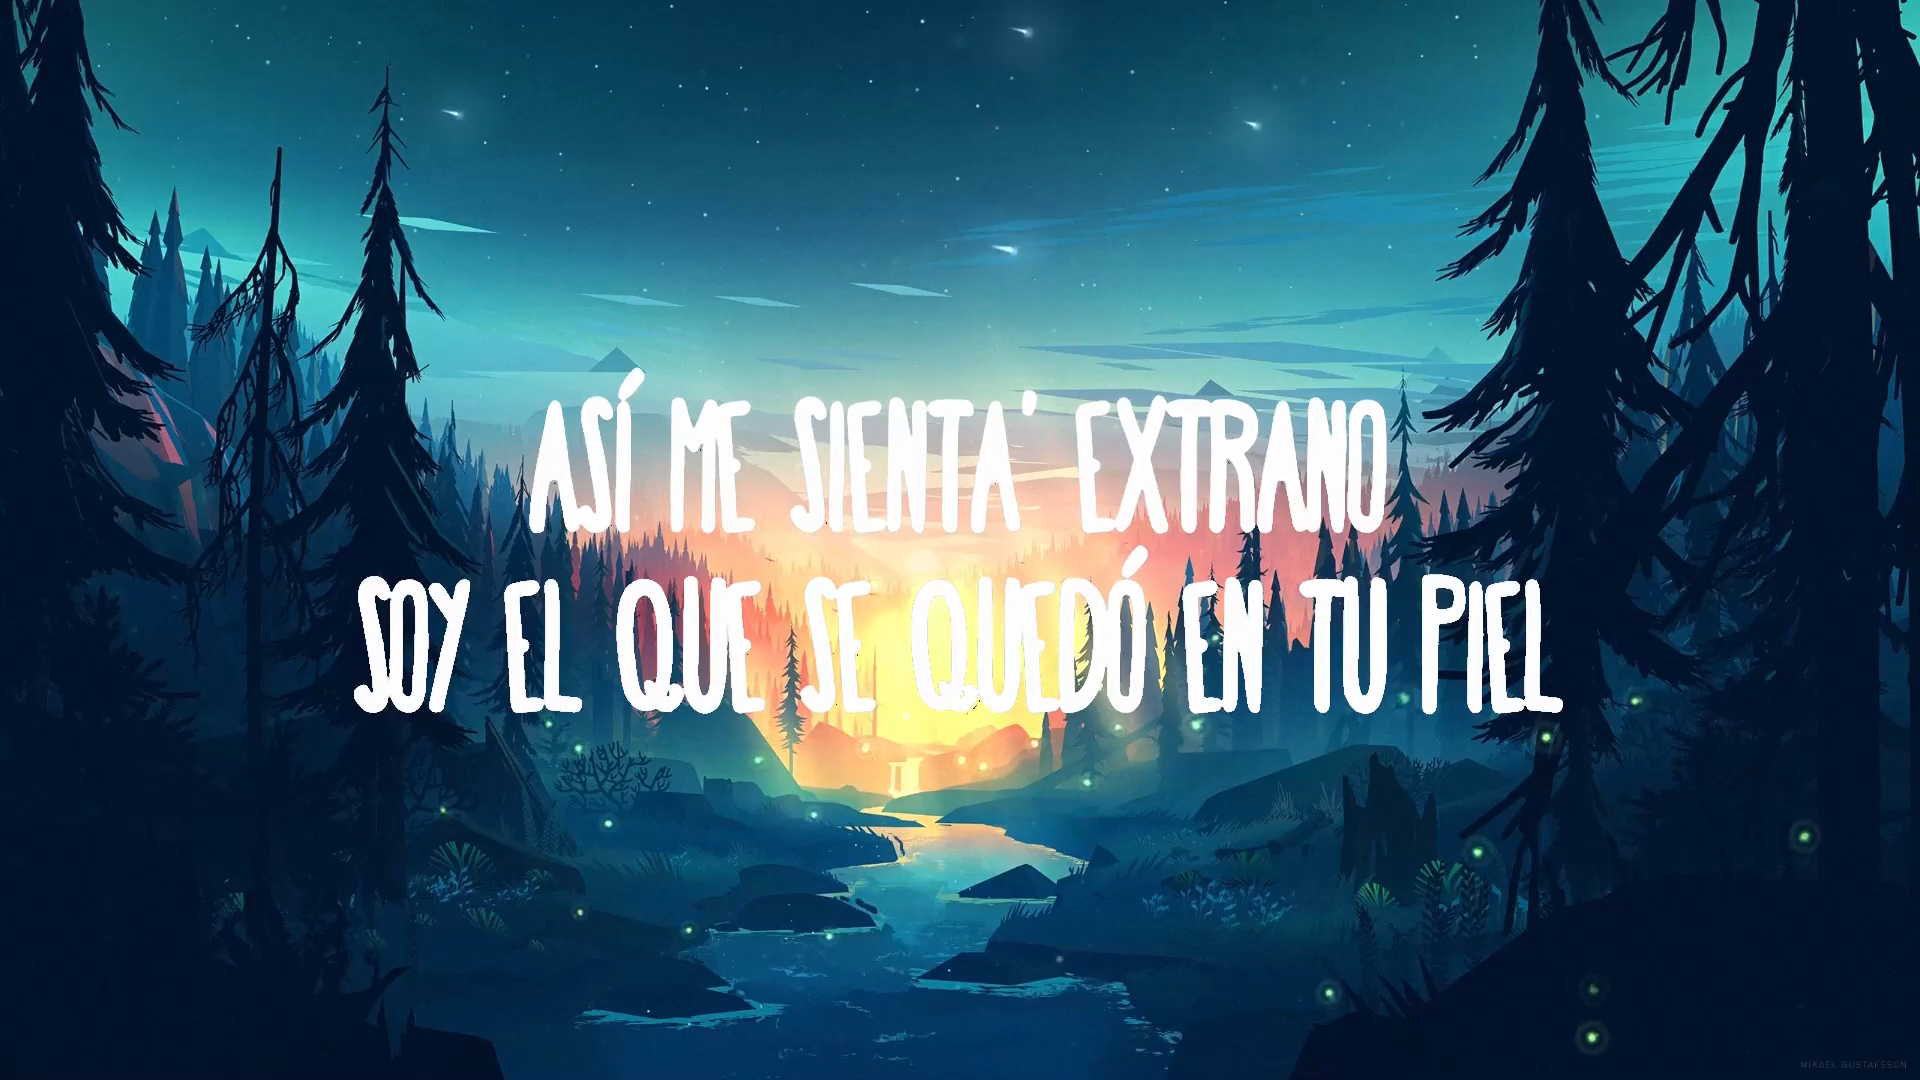 ASÍ ME SIENTA' EXTRANO
SOY EL QUE SE QUEDÓ EN TU PIEL
MIKAEL GUSTAFSSON